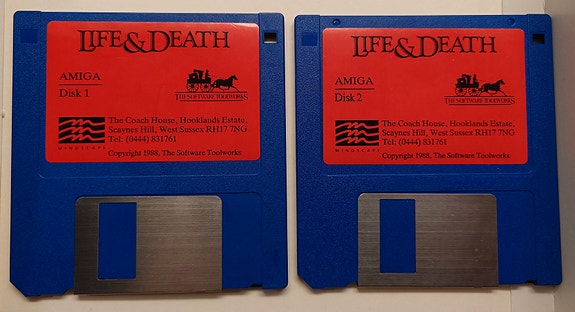 LIFE & DEATH
AMIGA
Disk 1
THE SOFTWARE TOOLWORKS
MINDSCAPE
The Coach House, Hooklands Estate,
Scaynes Hill, West Sussex RH17 7NG
Tel: (0444) 831761
Copyright 1988, The Software Toolworks
LIFE & DEATH
AMIGA
Disk 2
THE SOFTWARE TOOLWORKS
MINDSCAPE
The Coach House, Hooklands Estate,
Scaynes Hill, West Sussex RH17 7NG
Tel: (0444) 831761
Copyright 1988, The Software Toolworks